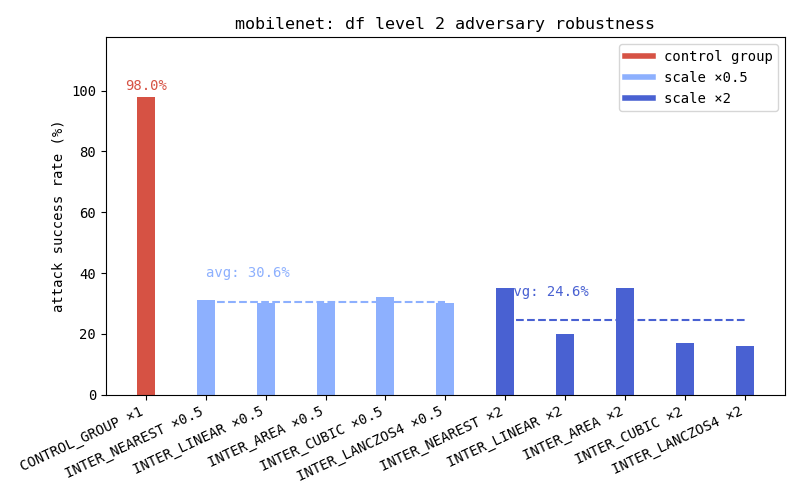 mobilenet: df level 2 adversary robustness
attack success rate (%)
100
80
60
40
20
0
98.0%
avg: 30.6%
avg: 24.6%
control group
scale ×0.5
scale ×2
CONTROL_GROUP ×1
INTER_NEAREST ×0.5
INTER_LINEAR ×0.5
INTER_AREA ×0.5
INTER_CUBIC ×0.5
INTER_LANCZOS4 ×0.5
INTER_NEAREST ×2
INTER_LINEAR ×2
INTER_AREA ×2
INTER_CUBIC ×2
INTER_LANCZOS4 ×2